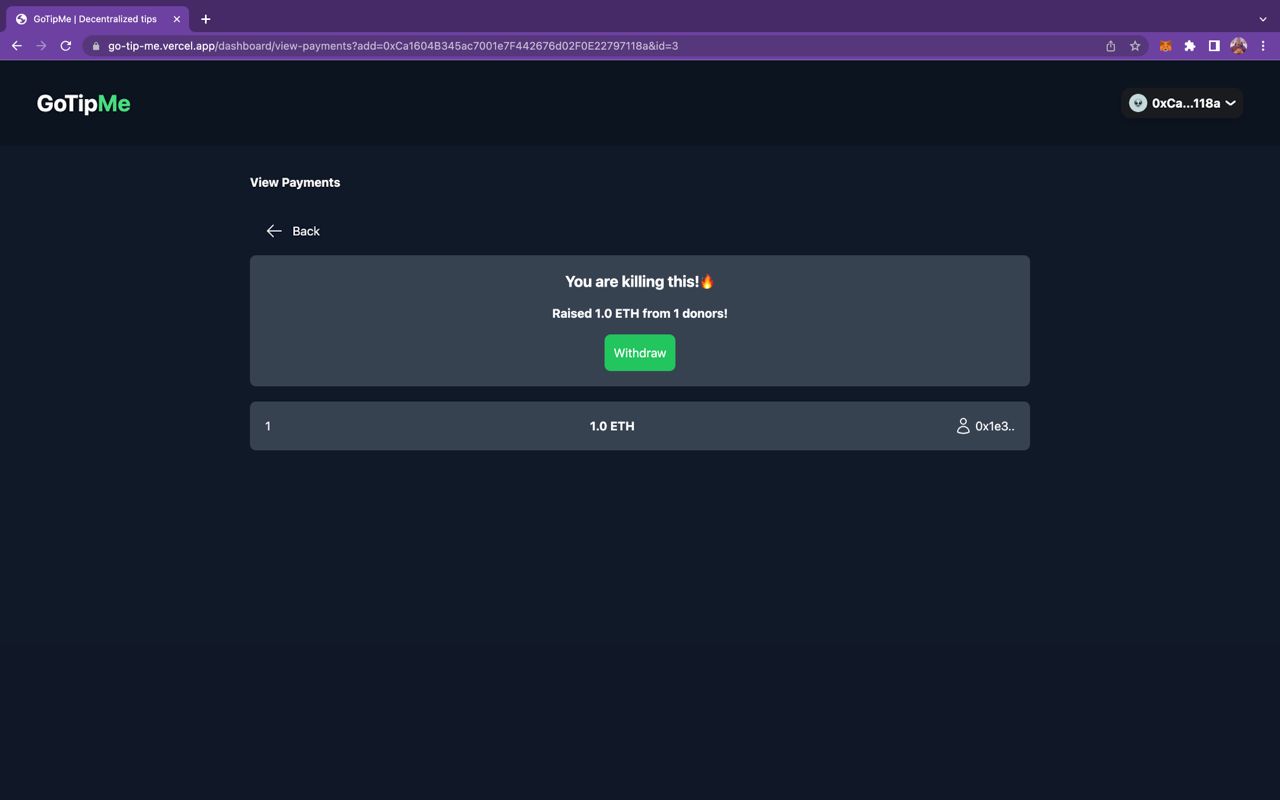 GoTipMe | Decentralized tips
go-tip-me.vercel.app/dashboard/view-payments?add=0xCa1604B345ac7001e7F442676d02F0E22797118a&id=3
GoTipMe
0xCa...118a
View Payments
Back
You are killing this!🔥
Raised 1.0 ETH from 1 donors!
Withdraw
1 1.0 ETH 0x1e3..